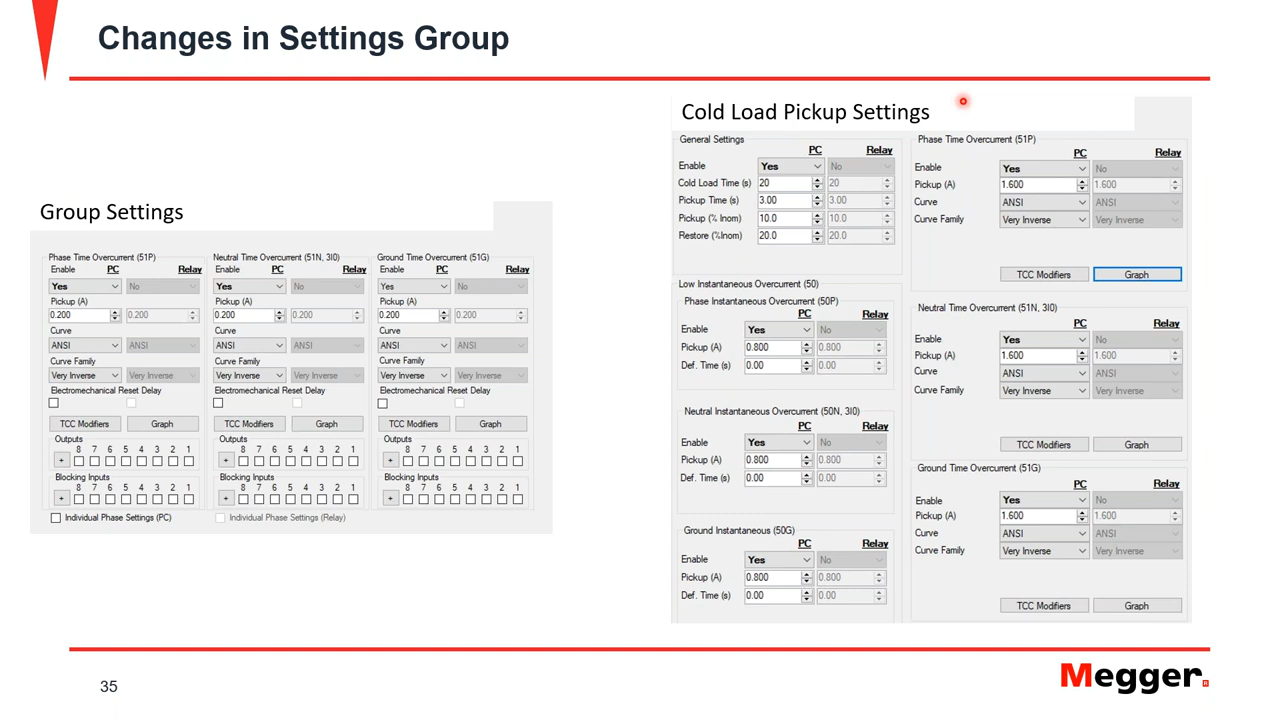 Changes in Settings Group
Group Settings
Phase Time Overcurrent (51P) Neutral Time Overcurrent (51N, 3I0) Ground Time Overcurrent (51G)
Enable PC Relay Enable PC Relay Enable PC Relay
Yes No Yes No Yes No
Pickup (A) Pickup (A) Pickup (A)
0.200 0.200 0.200 0.200 0.200 0.200
Curve Curve Curve
ANSI ANSI ANSI ANSI ANSI ANSI
Curve Family Curve Family Curve Family
Very Inverse Very Inverse Very Inverse Very Inverse Very Inverse Very Inverse
Electromechanical Reset Delay Electromechanical Reset Delay Electromechanical Reset Delay
TCC Modifiers Graph TCC Modifiers Graph TCC Modifiers Graph
Outputs Outputs Outputs
8 7 6 5 4 3 2 1 8 7 6 5 4 3 2 1 8 7 6 5 4 3 2 1
+ + +
Blocking Inputs Blocking Inputs Blocking Inputs
8 7 6 5 4 3 2 1 8 7 6 5 4 3 2 1 8 7 6 5 4 3 2 1
+ + +
Individual Phase Settings (PC) Individual Phase Settings (Relay)
Cold Load Pickup Settings
General Settings
PC Relay
Enable Yes No
Cold Load Time (s) 20 20
Pickup Time (s) 3.00 3.00
Pickup (% Inom) 10.0 10.0
Restore (%Inom) 20.0 20.0
Low Instantaneous Overcurrent (50)
Phase Instantaneous Overcurrent (50P)
PC Relay
Enable Yes No
Pickup (A) 0.800 0.800
Def. Time (s) 0.00 0.00
Neutral Instantaneous Overcurrent (50N, 3I0)
PC Relay
Enable Yes No
Pickup (A) 0.800 0.800
Def. Time (s) 0.00 0.00
Ground Instantaneous (50G)
PC Relay
Enable Yes No
Pickup (A) 0.800 0.800
Def. Time (s) 0.00 0.00
Phase Time Overcurrent (51P)
PC Relay
Enable Yes No
Pickup (A) 1.600 1.600
Curve ANSI ANSI
Curve Family Very Inverse Very Inverse
TCC Modifiers Graph
Neutral Time Overcurrent (51N, 3I0)
PC Relay
Enable Yes No
Pickup (A) 1.600 1.600
Curve ANSI ANSI
Curve Family Very Inverse Very Inverse
TCC Modifiers Graph
Ground Time Overcurrent (51G)
PC Relay
Enable Yes No
Pickup (A) 1.600 1.600
Curve ANSI ANSI
Curve Family Very Inverse Very Inverse
TCC Modifiers Graph
35
Megger